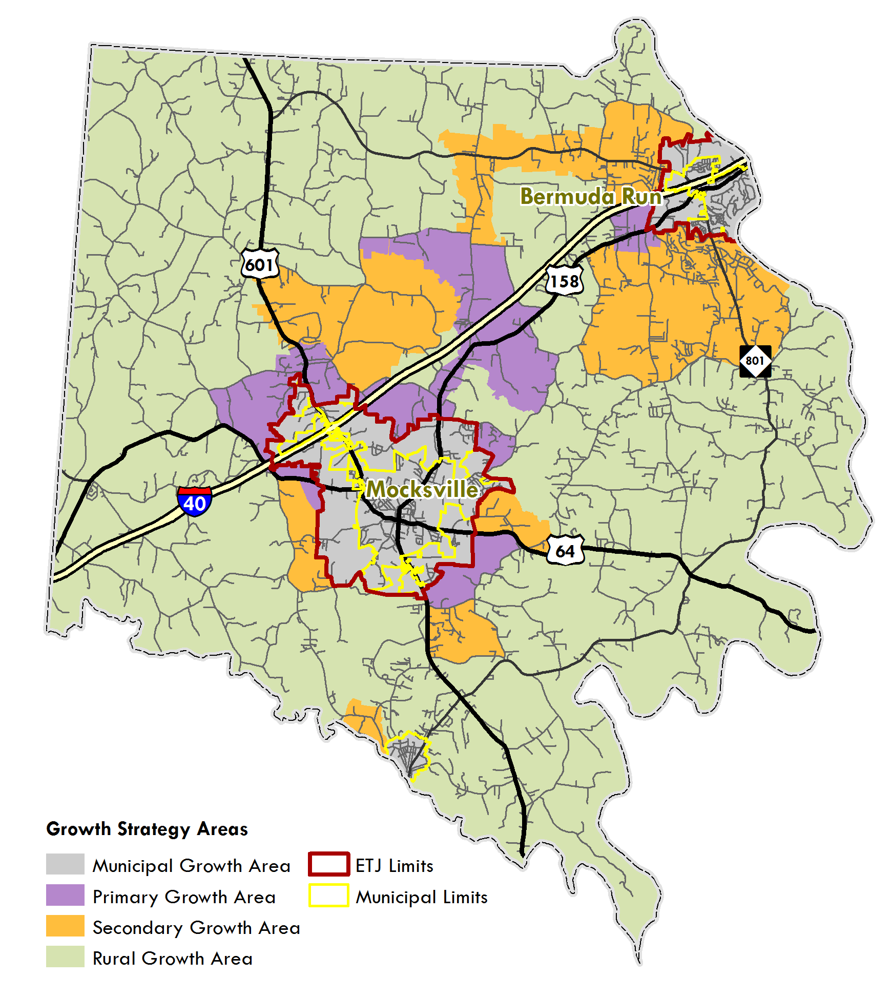 Bermuda Run
601
158
801
Mocksville
40
64
Growth Strategy Areas
Municipal Growth Area
ETJ Limits
Primary Growth Area
Municipal Limits
Secondary Growth Area
Rural Growth Area